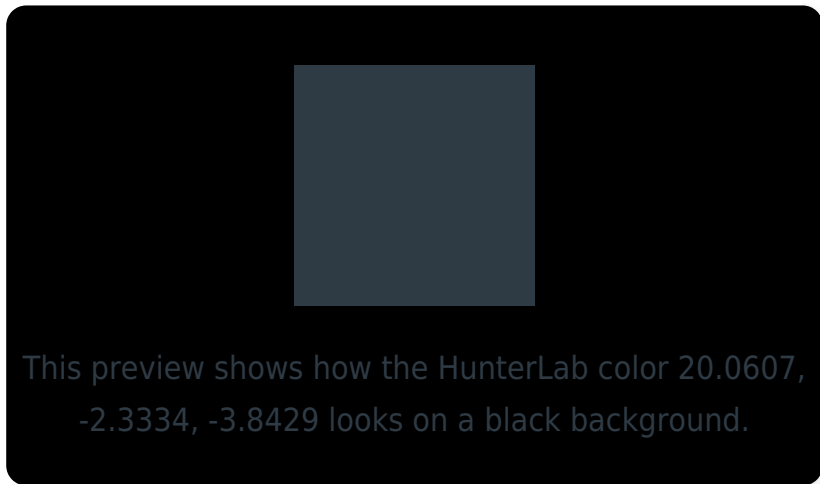 This preview shows how the HunterLab color 20.0607,
-2.3334, -3.8429 looks on a black background.